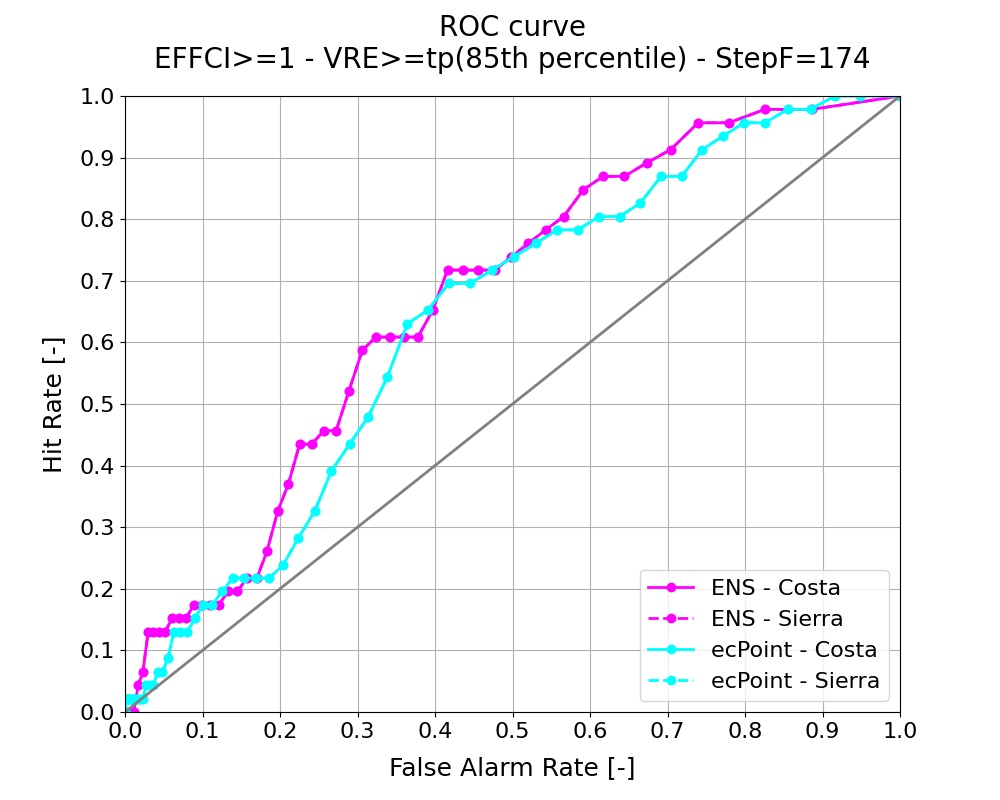 ROC curve
EFFCI>=1 - VRE>=tp(85th percentile) - StepF=174
1.0
0.9
0.8
0.7
0.6
0.5
0.4
0.3
0.2
0.1
0.0
Hit Rate [-]
ENS - Costa
ENS - Sierra
ecPoint - Costa
ecPoint - Sierra
0.0 0.1 0.2 0.3 0.4 0.5 0.6 0.7 0.8 0.9 1.0
False Alarm Rate [-]